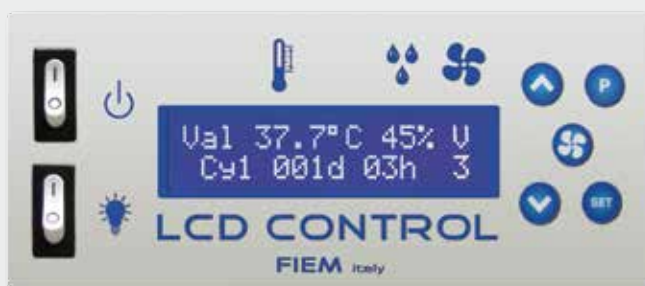 Val 37.7°C 45% V
Cy1 001d 03h 3
P
SET
LCD CONTROL
FIEM Italy